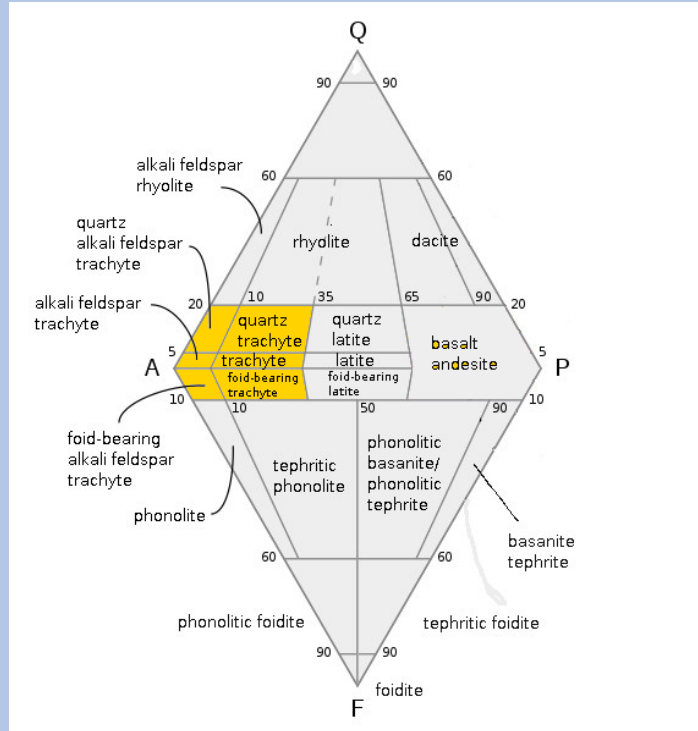 Q
90 90
60 60
alkali feldspar
rhyolite
rhyolite
dacite
quartz
alkali feldspar
trachyte
20 10 35 65 90 20
alkali feldspar
trachyte
quartz
trachyte
quartz
latite
basalt
andesite
5 5
trachyte
latite
A
P
foid-bearing
trachyte
foid-bearing
latite
10 10 50 90 10
foid-bearing
alkali feldspar
trachyte
phonolite
tephritic
phonolite
phonolitic
basanite/
phonolitic
tephrite
basanite
tephrite
60 60
phonolitic foidite
tephritic foidite
90 90
foidite
F